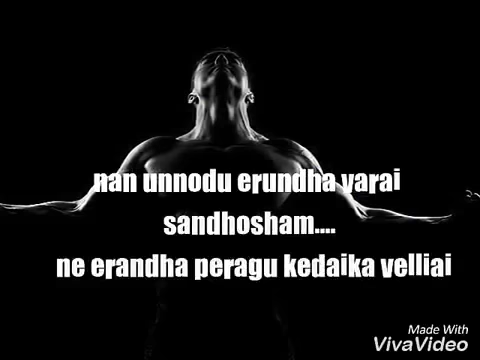 nan unnodu erundha varai
sandhosham....
ne erandha peragu kedaika velliai
Made With
VivaVideo